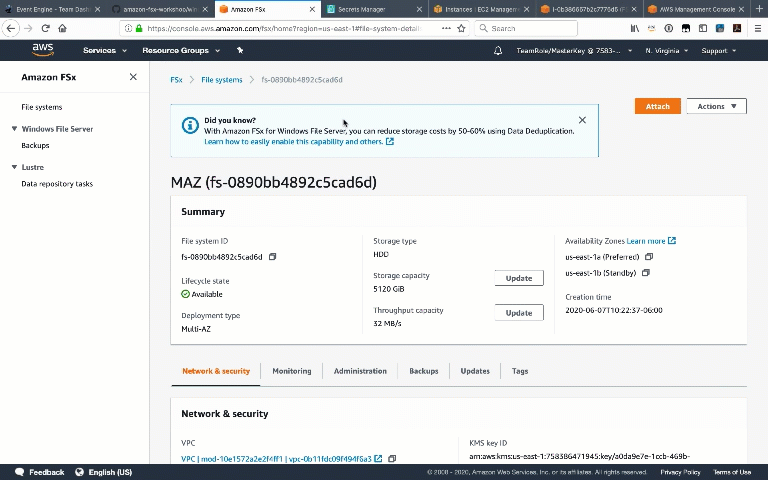 Event Engine - Team Dash
amazon-fsx-workshop/win
Amazon FSx
Secrets Manager
Instances | EC2 Managem
i-0b386657b2c7776d5 (F
AWS Management Console
https://console.aws.amazon.com/fsx/home?region=us-east-1#file-system-detail
Search
aws
Services
Resource Groups
TeamRole/MasterKey @ 7583-...
N. Virginia
Support
Amazon FSx
File systems
Windows File Server
Backups
Lustre
Data repository tasks
FSx
File systems
fs-0890bb4892c5cad6d
Did you know?
With Amazon FSx for Windows File Server, you can reduce storage costs by 50-60% using Data Deduplication.
Learn how to easily enable this capability and others.
Attach
Actions
MAZ (fs-0890bb4892c5cad6d)
Summary
File system ID
fs-0890bb4892c5cad6d
Lifecycle state
Available
Deployment type
Multi-AZ
Storage type
HDD
Storage capacity
5120 GiB
Update
Throughput capacity
32 MB/s
Update
Availability Zones Learn more
us-east-1a (Preferred)
us-east-1b (Standby)
Creation time
2020-06-07T10:22:37-06:00
Network & security
Monitoring
Administration
Backups
Updates
Tags
Network & security
VPC
VPC | mod-10e1572a2e2f4ff1 | vpc-0b11fdc09f494f6a3
KMS key ID
arn:aws:kms:us-east-1:758386471945:key/a0da9e7e-1ccb-469b-
Feedback
English (US)
© 2008 - 2020, Amazon Web Services, Inc. or its affiliates. All rights reserved.
Privacy Policy
Terms of Use